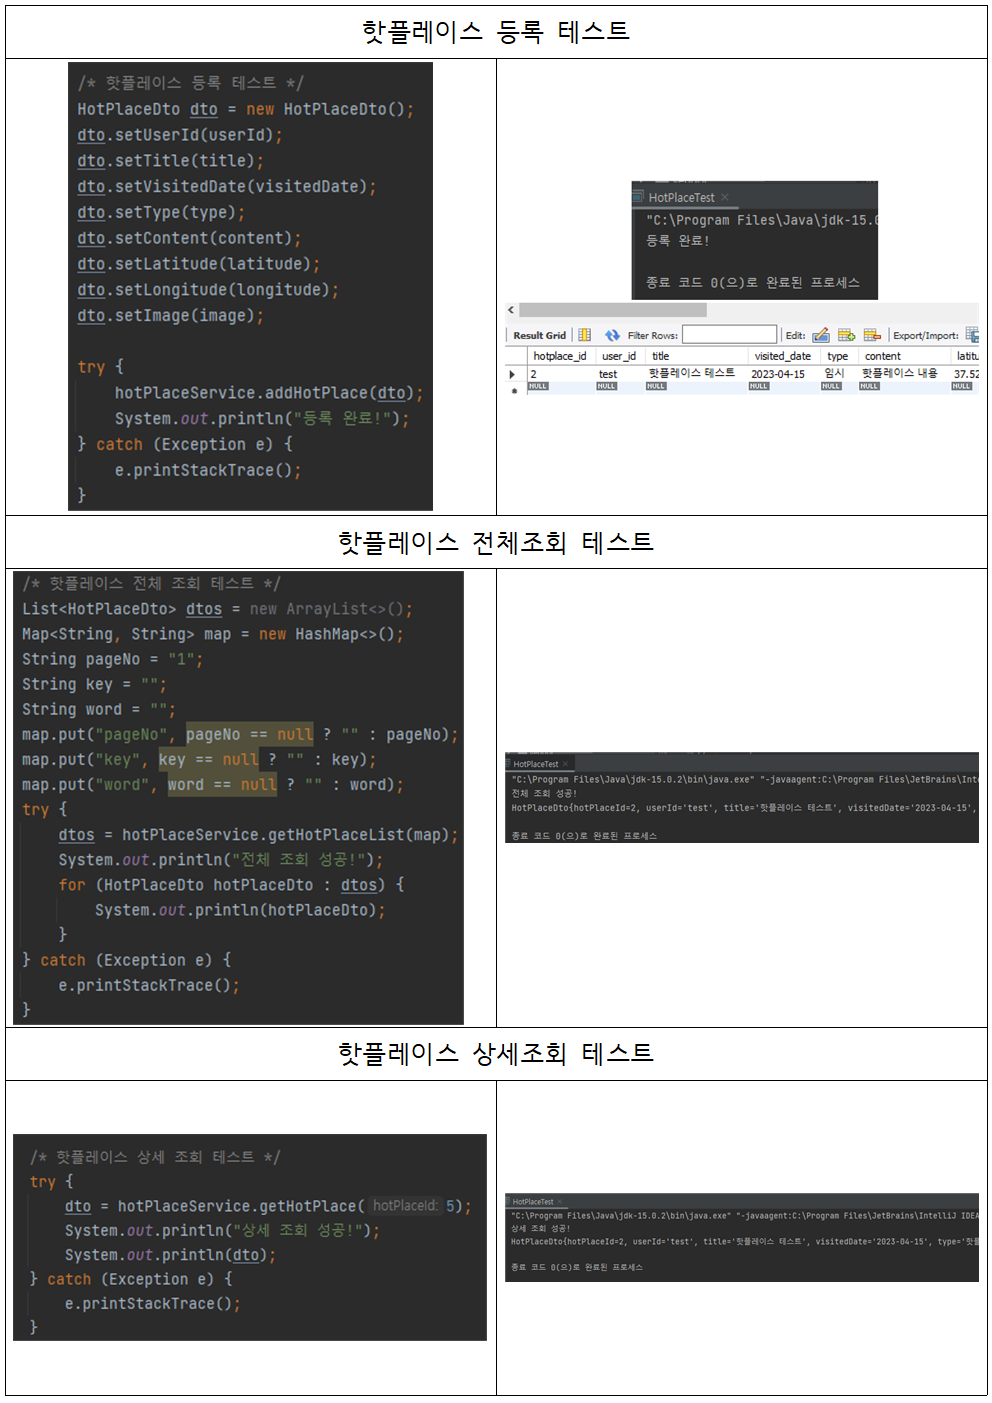 핫플레이스 등록 테스트
/* 핫플레이스 등록 테스트 */
HotPlaceDto dto = new HotPlaceDto();
dto.setUserId(userId);
dto.setTitle(title);
dto.setVisitedDate(visitedDate);
dto.setType(type);
dto.setContent(content);
dto.setLatitude(latitude);
dto.setLongitude(longitude);
dto.setImage(image);
try {
hotPlaceService.addHotPlace(dto);
System.out.println("등록 완료!");
} catch (Exception e) {
e.printStackTrace();
}
HotPlaceTest ×
"C:\Program Files\Java\jdk-15.0
등록 완료!
종료 코드 0(으)로 완료된 프로세스
Result Grid Filter Rows: Edit: Export/Import:
hotplace_id user_id title visited_date type content latitu
2 test 핫플레이스 테스트 2023-04-15 임시 핫플레이스 내용 37.52
NULL NULL NULL NULL NULL NULL NULL
핫플레이스 전체조회 테스트
/* 핫플레이스 전체 조회 테스트 */
List<HotPlaceDto> dtos = new ArrayList<>();
Map<String, String> map = new HashMap<>();
String pageNo = "1";
String key = "";
String word = "";
map.put("pageNo", pageNo == null ? "" : pageNo);
map.put("key", key == null ? "" : key);
map.put("word", word == null ? "" : word);
try {
dtos = hotPlaceService.getHotPlaceList(map);
System.out.println("전체 조회 성공!");
for (HotPlaceDto hotPlaceDto : dtos) {
System.out.println(hotPlaceDto);
}
} catch (Exception e) {
e.printStackTrace();
}
HotPlaceTest ×
"C:\Program Files\Java\jdk-15.0.2\bin\java.exe" "-javaagent:C:\Program Files\JetBrains\Inte
전체 조회 성공!
HotPlaceDto{hotPlaceId=2, userId='test', title='핫플레이스 테스트', visitedDate='2023-04-15',
종료 코드 0(으)로 완료된 프로세스
핫플레이스 상세조회 테스트
/* 핫플레이스 상세 조회 테스트 */
try {
dto = hotPlaceService.getHotPlace( hotPlaceId: 5);
System.out.println("상세 조회 성공!");
System.out.println(dto);
} catch (Exception e) {
e.printStackTrace();
}
HotPlaceTest ×
"C:\Program Files\Java\jdk-15.0.2\bin\java.exe" "-javaagent:C:\Program Files\JetBrains\IntelliJ IDEA
상세 조회 성공!
HotPlaceDto{hotPlaceId=2, userId='test', title='핫플레이스 테스트', visitedDate='2023-04-15', type='핫플
종료 코드 0(으)로 완료된 프로세스